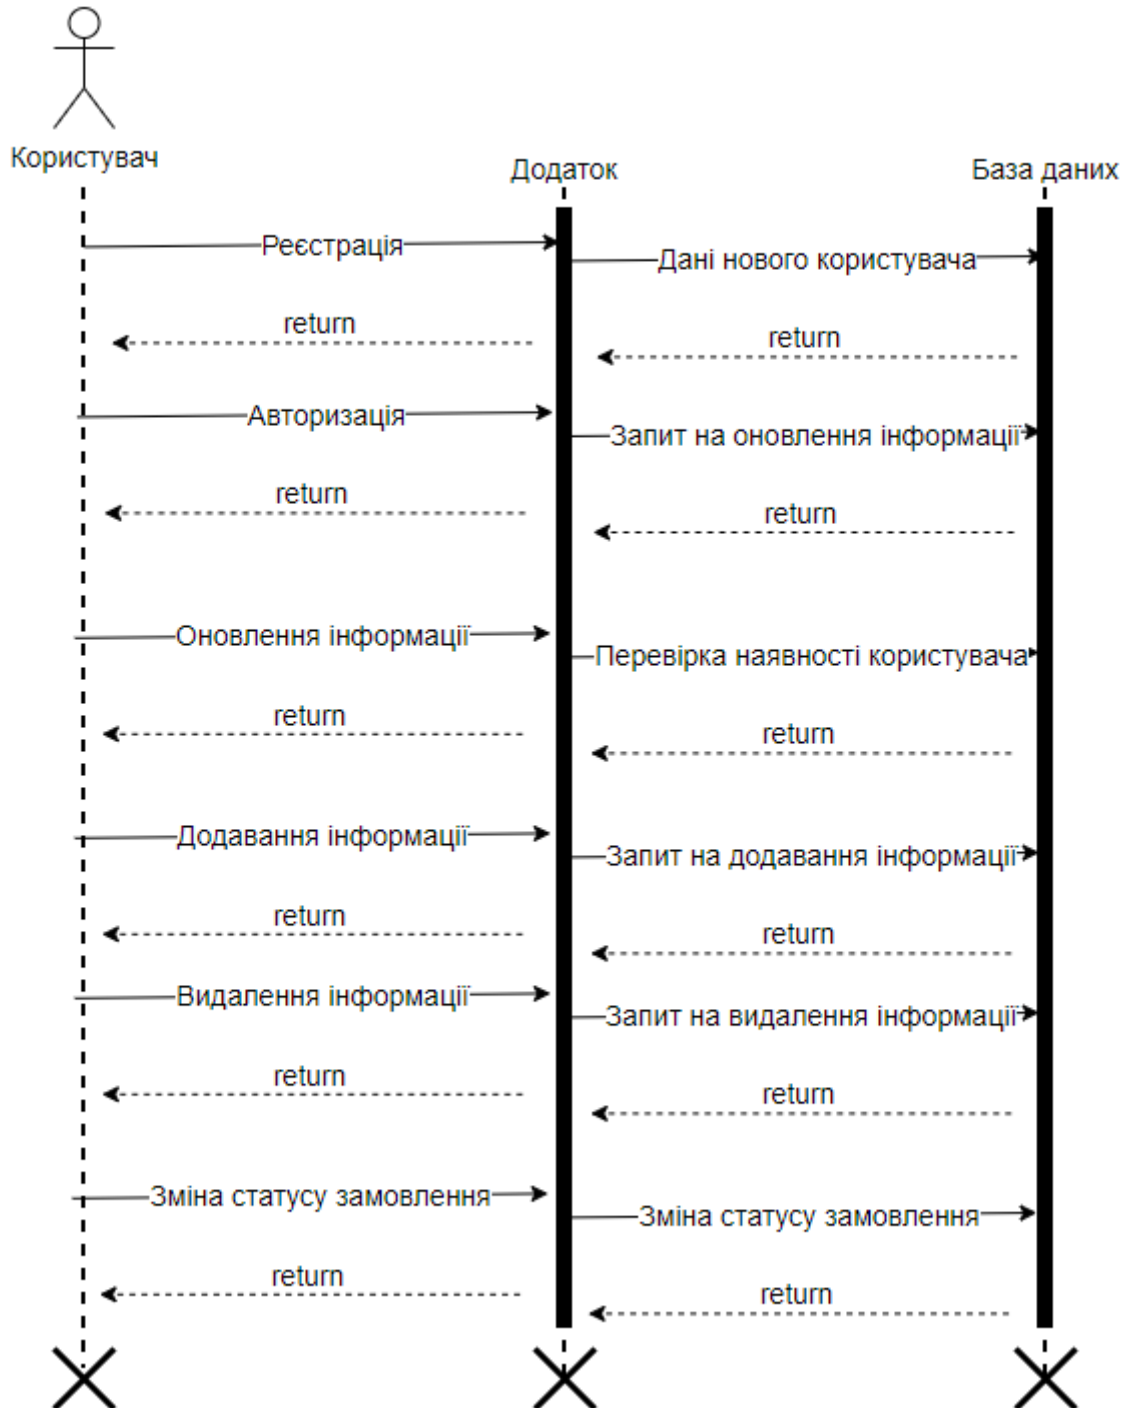 Користувач
Додаток
База даних
Реєстрація
Дані нового користувача
return
return
Авторизація
Запит на оновлення інформації
return
return
Оновлення інформації
Перевірка наявності користувача
return
return
Додавання інформації
Запит на додавання інформації
return
return
Видалення інформації
Запит на видалення інформації
return
return
Зміна статусу замовлення
Зміна статусу замовлення
return
return